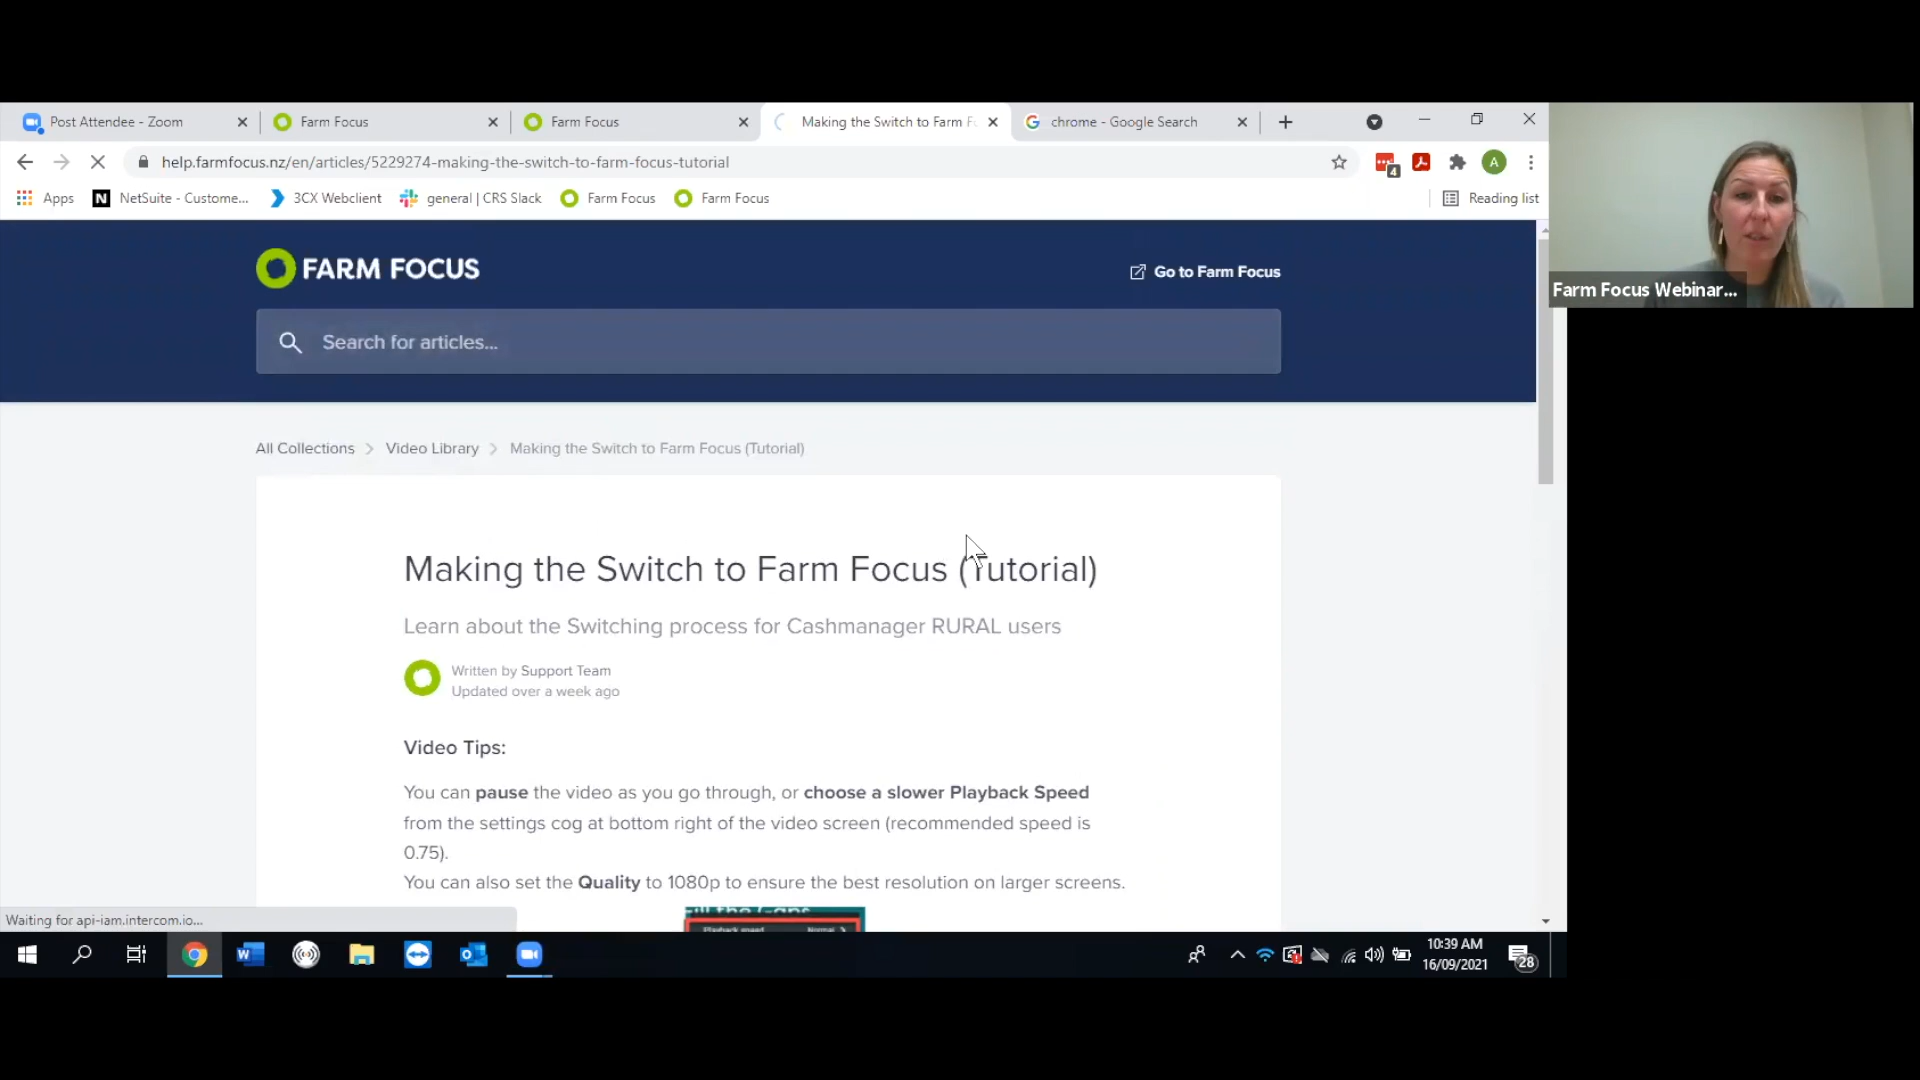 Post Attendee - Zoom
Farm Focus
Farm Focus
Making the Switch to Farm F
chrome - Google Search
help.farmfocus.nz/en/articles/5229274-making-the-switch-to-farm-focus-tutorial
4
A
Apps
NetSuite - Custome...
3CX Webclient
general | CRS Slack
Farm Focus
Farm Focus
Reading list
FARM FOCUS
Go to Farm Focus
Search for articles...
Farm Focus Webinar...
All Collections > Video Library > Making the Switch to Farm Focus (Tutorial)
Making the Switch to Farm Focus (Tutorial)
Learn about the Switching process for Cashmanager RURAL users
Written by Support Team
Updated over a week ago
Video Tips:
You can pause the video as you go through, or choose a slower Playback Speed
from the settings cog at bottom right of the video screen (recommended speed is
0.75).
You can also set the Quality to 1080p to ensure the best resolution on larger screens.
Playback speed
Normal >
Waiting for api-iam.intercom.io...
10:39 AM
16/09/2021
28